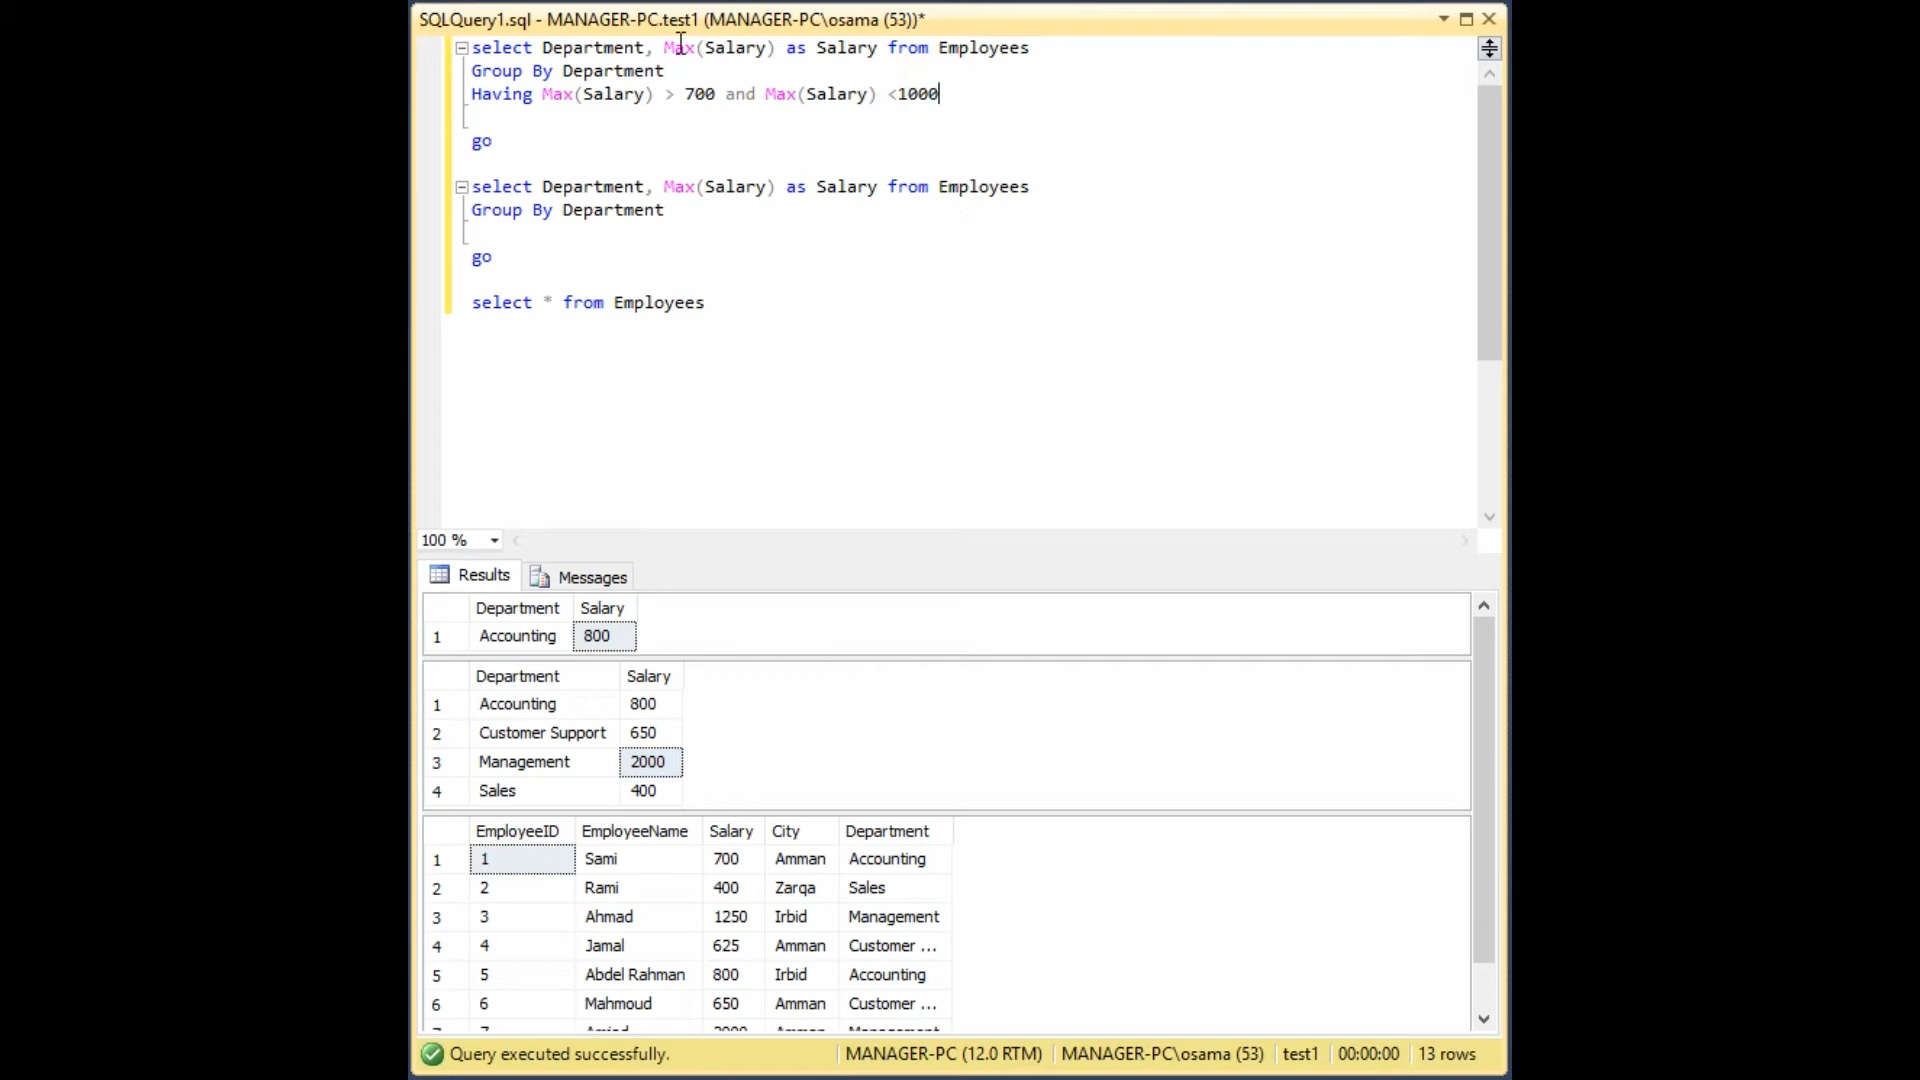 SQLQuery1.sql - MANAGER-PC.test1 (MANAGER-PC\osama (53))*
select Department, Max(Salary) as Salary from Employees
Group By Department
Having Max(Salary) > 700 and Max(Salary) <1000
go
select Department, Max(Salary) as Salary from Employees
Group By Department
go
select * from Employees
100 %
Results Messages
Department Salary
1 Accounting 800
Department Salary
1 Accounting 800
2 Customer Support 650
3 Management 2000
4 Sales 400
EmployeeID EmployeeName Salary City Department
1 1 Sami 700 Amman Accounting
2 2 Rami 400 Zarqa Sales
3 3 Ahmad 1250 Irbid Management
4 4 Jamal 625 Amman Customer ...
5 5 Abdel Rahman 800 Irbid Accounting
6 6 Mahmoud 650 Amman Customer ...
Query executed successfully. MANAGER-PC (12.0 RTM) MANAGER-PC\osama (53) test1 00:00:00 13 rows